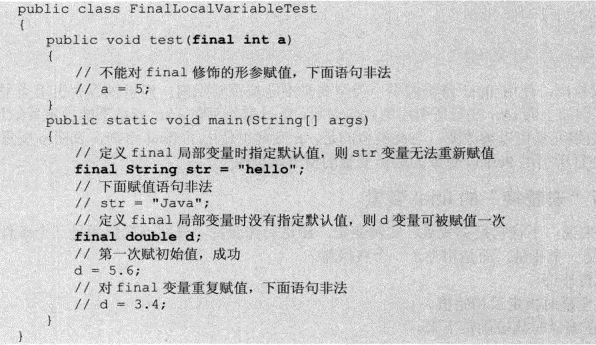 public class FinalLocalVariableTest
{
    public void test(final int a)
    {
        // 不能对 final 修饰的形参赋值，下面语句非法
        // a = 5;
    }
    public static void main(String[] args)
    {
        // 定义 final 局部变量时指定默认值，则 str 变量无法重新赋值
        final String str = "hello";
        // 下面赋值语句非法
        // str = "Java";
        // 定义 final 局部变量时没有指定默认值，则 d 变量可被赋值一次
        final double d;
        // 第一次赋初始值，成功
        d = 5.6;
        // 对 final 变量重复赋值，下面语句非法
        // d = 3.4;
    }
}